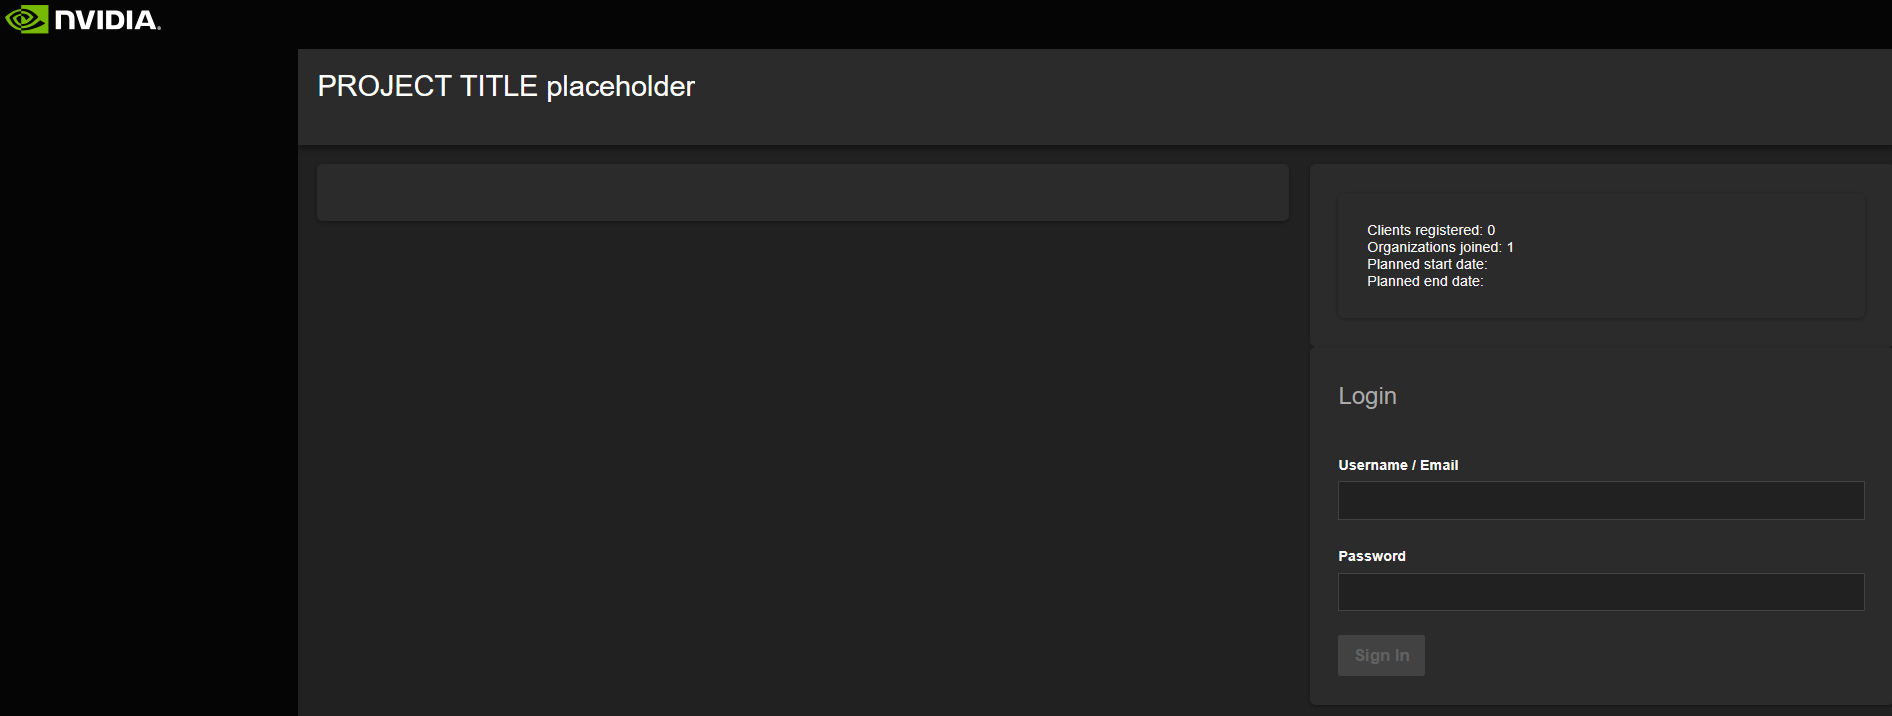 NVIDIA.
PROJECT TITLE placeholder
Clients registered: 0
Organizations joined: 1
Planned start date:
Planned end date:
Login
Username / Email
Password
Sign In